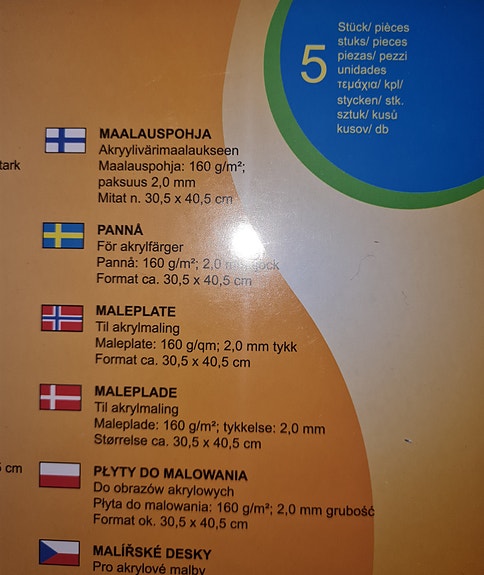 5
Stück/ pièces
stuks/ pieces
piezas/ pezzi
unidades
τεμάχια/ kpl/
stycken/ stk.
sztuk/ kusů
kusov/ db
MAALAUSPOHJA
Akryylivärimaalaukseen
Maalauspohja: 160 g/m²;
paksuus 2,0 mm
Mitat n. 30,5 x 40,5 cm
tark
PANNÅ
För akrylfärger
Pannå: 160 g/m²; 2,0 mm tjock
Format ca. 30,5 x 40,5 cm
MALEPLATE
Til akrylmaling
Maleplate: 160 g/qm; 2,0 mm tykk
Format ca. 30,5 x 40,5 cm
MALEPLADE
Til akrylmaling
Maleplade: 160 g/m²; tykkelse: 2,0 mm
Størrelse ca. 30,5 x 40,5 cm
5 cm
PŁYTY DO MALOWANIA
Do obrazów akrylowych
Płyta do malowania: 160 g/m²; 2,0 mm grubość
Format ok. 30,5 x 40,5 cm
MALÍŘSKÉ DESKY
Pro akrylové malby